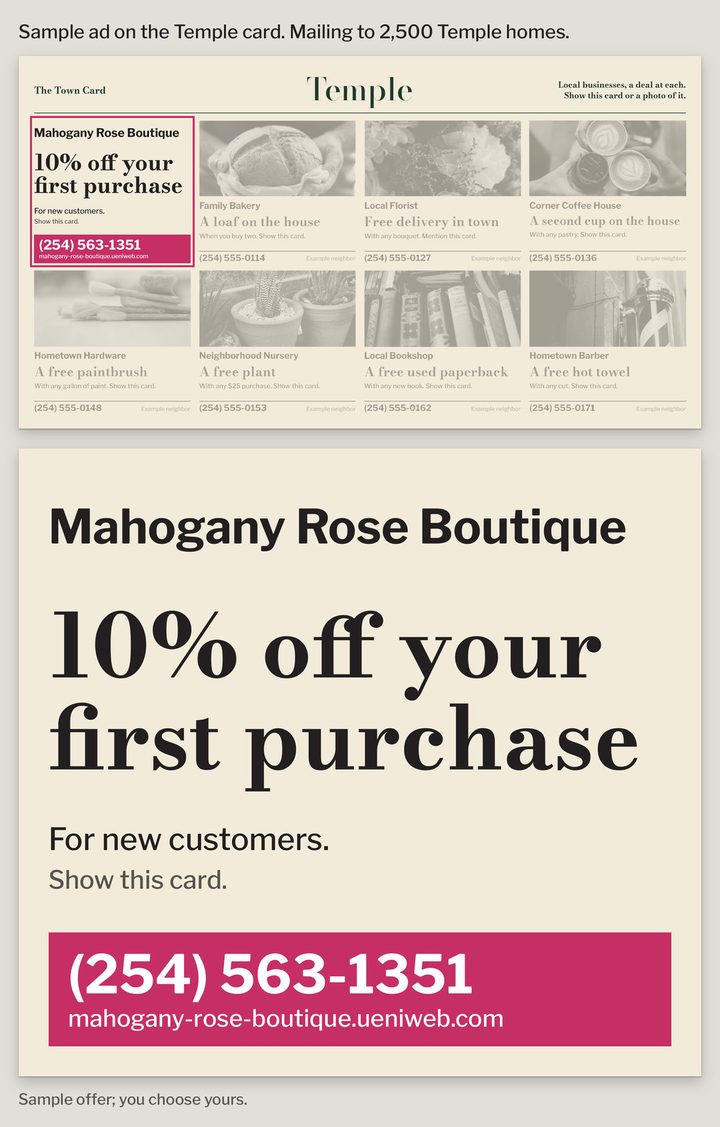 Sample ad on the Temple card. Mailing to 2,500 Temple homes.
The Town Card
Temple
Local businesses, a deal at each.
Show this card or a photo of it.
Mahogany Rose Boutique
10% off your
first purchase
For new customers.
Show this card.
(254) 563-1351
mahogany-rose-boutique.ueniweb.com
Family Bakery
A loaf on the house
When you buy two. Show this card.
(254) 555-0114
Example neighbor
Local Florist
Free delivery in town
With any bouquet. Mention this card.
(254) 555-0127
Example neighbor
Corner Coffee House
A second cup on the house
With any pastry. Show this card.
(254) 555-0136
Example neighbor
Hometown Hardware
A free paintbrush
With any gallon of paint. Show this card.
(254) 555-0148
Example neighbor
Neighborhood Nursery
A free plant
With any $25 purchase. Show this card.
(254) 555-0153
Example neighbor
Local Bookshop
A free used paperback
With any new book. Show this card.
(254) 555-0162
Example neighbor
Hometown Barber
A free hot towel
With any cut. Show this card.
(254) 555-0171
Example neighbor
Mahogany Rose Boutique
10% off your
first purchase
For new customers.
Show this card.
(254) 563-1351
mahogany-rose-boutique.ueniweb.com
Sample offer; you choose yours.